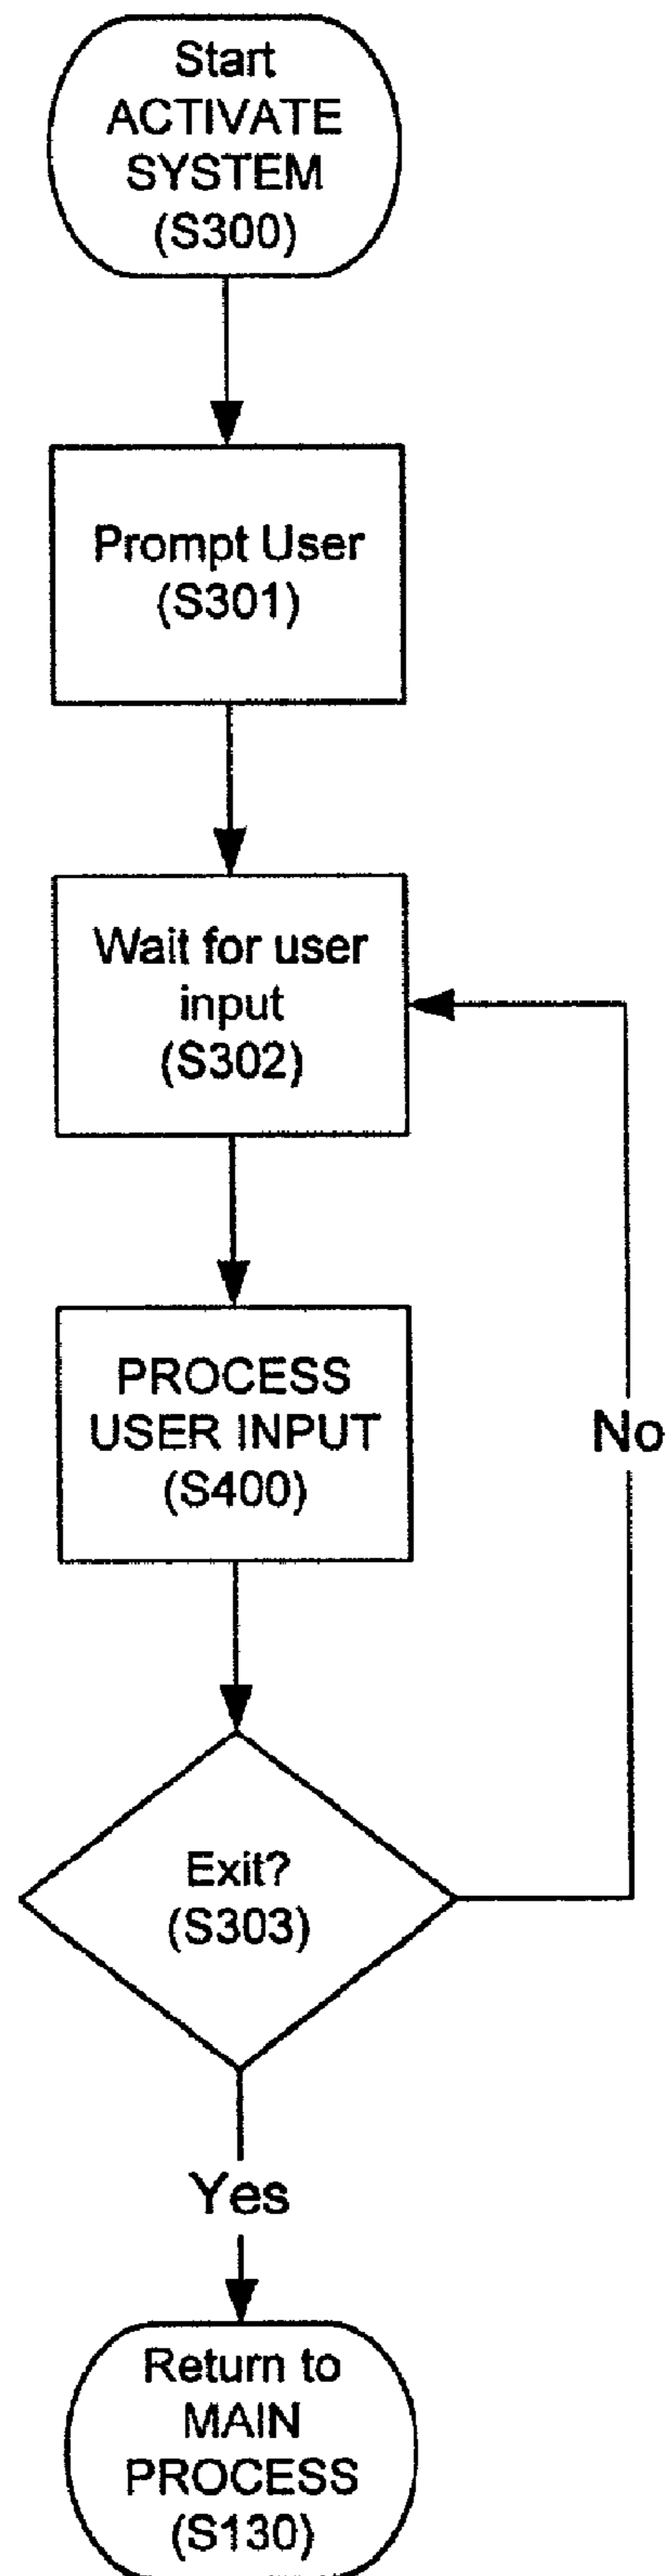 Start
ACTIVATE
SYSTEM
(S300)
Prompt User
(S301)
Wait for user
input
(S302)
PROCESS
USER INPUT
(S400)
No
Exit?
(S303)
Yes
Return to
MAIN
PROCESS
(S130)